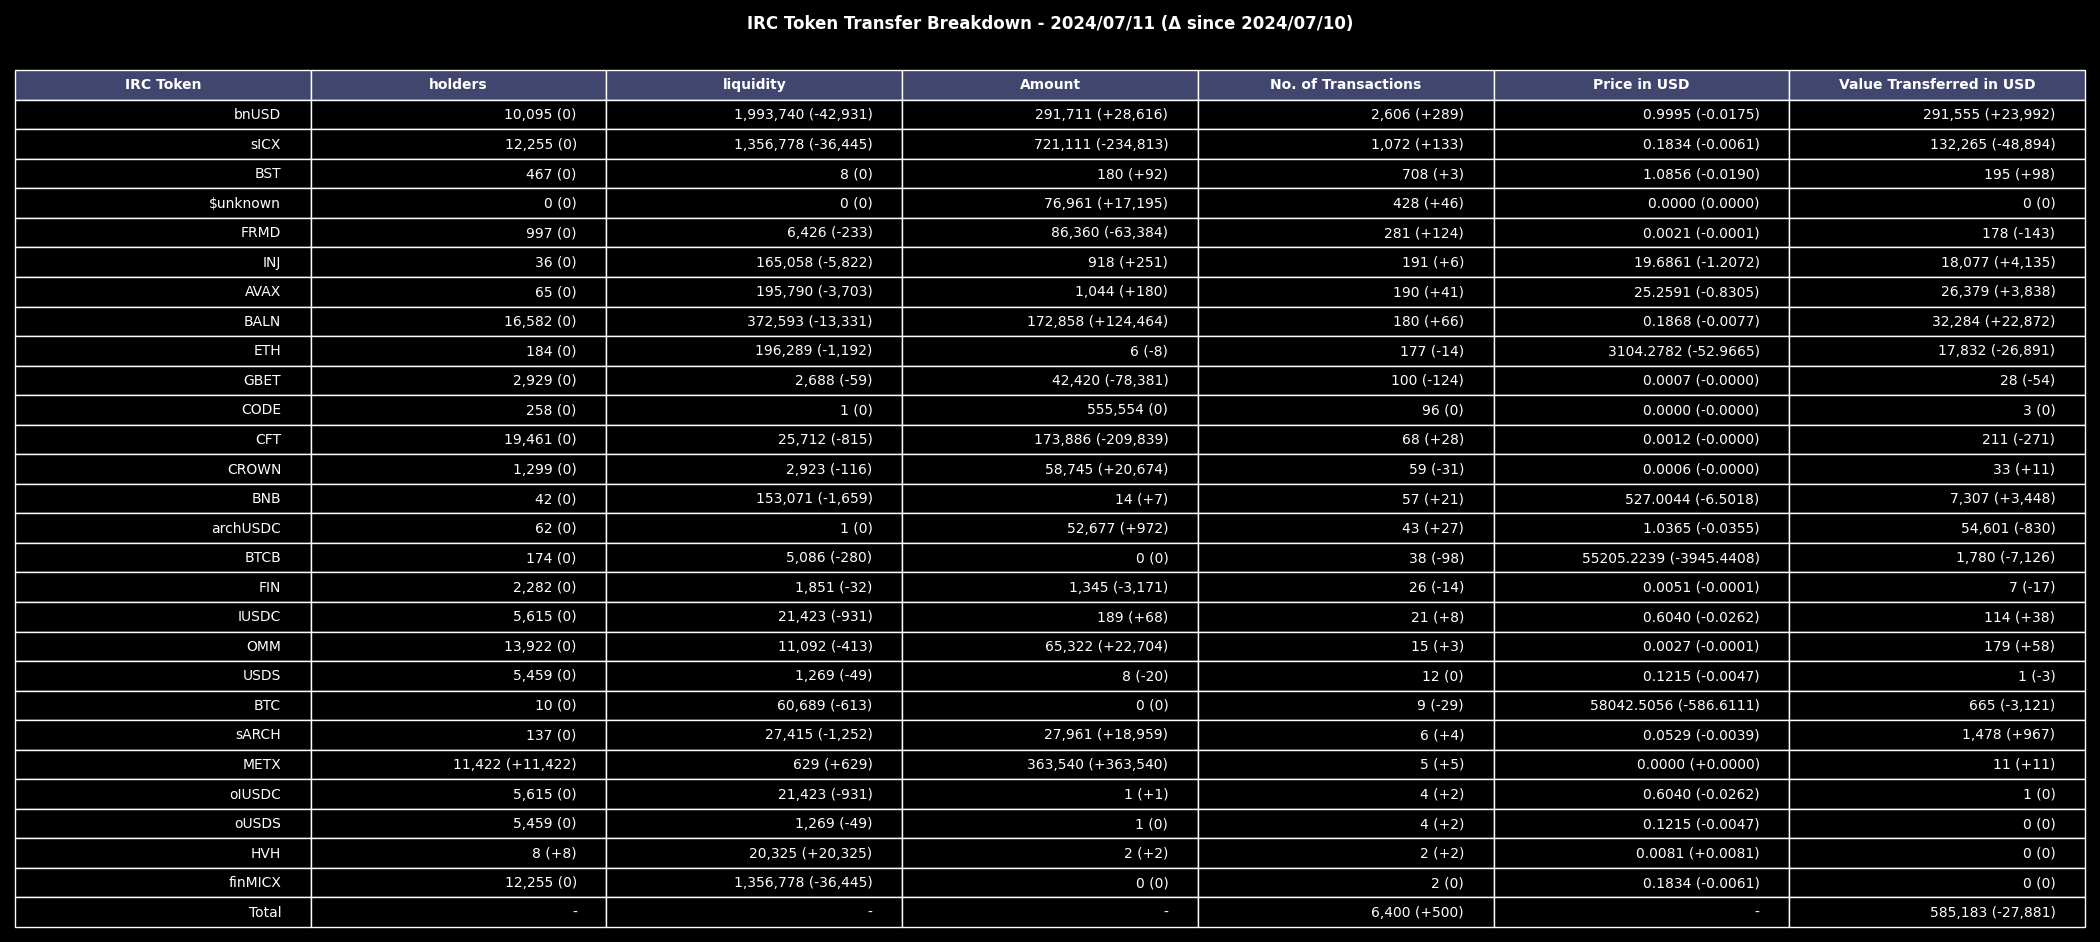 IRC Token Transfer Breakdown - 2024/07/11 (Δ since 2024/07/10)
IRC Token holders liquidity Amount No. of Transactions Price in USD Value Transferred in USD
bnUSD 10,095 (0) 1,993,740 (-42,931) 291,711 (+28,616) 2,606 (+289) 0.9995 (-0.0175) 291,555 (+23,992)
sICX 12,255 (0) 1,356,778 (-36,445) 721,111 (-234,813) 1,072 (+133) 0.1834 (-0.0061) 132,265 (-48,894)
BST 467 (0) 8 (0) 180 (+92) 708 (+3) 1.0856 (-0.0190) 195 (+98)
$unknown 0 (0) 0 (0) 76,961 (+17,195) 428 (+46) 0.0000 (0.0000) 0 (0)
FRMD 997 (0) 6,426 (-233) 86,360 (-63,384) 281 (+124) 0.0021 (-0.0001) 178 (-143)
INJ 36 (0) 165,058 (-5,822) 918 (+251) 191 (+6) 19.6861 (-1.2072) 18,077 (+4,135)
AVAX 65 (0) 195,790 (-3,703) 1,044 (+180) 190 (+41) 25.2591 (-0.8305) 26,379 (+3,838)
BALN 16,582 (0) 372,593 (-13,331) 172,858 (+124,464) 180 (+66) 0.1868 (-0.0077) 32,284 (+22,872)
ETH 184 (0) 196,289 (-1,192) 6 (-8) 177 (-14) 3104.2782 (-52.9665) 17,832 (-26,891)
GBET 2,929 (0) 2,688 (-59) 42,420 (-78,381) 100 (-124) 0.0007 (-0.0000) 28 (-54)
CODE 258 (0) 1 (0) 555,554 (0) 96 (0) 0.0000 (-0.0000) 3 (0)
CFT 19,461 (0) 25,712 (-815) 173,886 (-209,839) 68 (+28) 0.0012 (-0.0000) 211 (-271)
CROWN 1,299 (0) 2,923 (-116) 58,745 (+20,674) 59 (-31) 0.0006 (-0.0000) 33 (+11)
BNB 42 (0) 153,071 (-1,659) 14 (+7) 57 (+21) 527.0044 (-6.5018) 7,307 (+3,448)
archUSDC 62 (0) 1 (0) 52,677 (+972) 43 (+27) 1.0365 (-0.0355) 54,601 (-830)
BTCB 174 (0) 5,086 (-280) 0 (0) 38 (-98) 55205.2239 (-3945.4408) 1,780 (-7,126)
FIN 2,282 (0) 1,851 (-32) 1,345 (-3,171) 26 (-14) 0.0051 (-0.0001) 7 (-17)
IUSDC 5,615 (0) 21,423 (-931) 189 (+68) 21 (+8) 0.6040 (-0.0262) 114 (+38)
OMM 13,922 (0) 11,092 (-413) 65,322 (+22,704) 15 (+3) 0.0027 (-0.0001) 179 (+58)
USDS 5,459 (0) 1,269 (-49) 8 (-20) 12 (0) 0.1215 (-0.0047) 1 (-3)
BTC 10 (0) 60,689 (-613) 0 (0) 9 (-29) 58042.5056 (-586.6111) 665 (-3,121)
sARCH 137 (0) 27,415 (-1,252) 27,961 (+18,959) 6 (+4) 0.0529 (-0.0039) 1,478 (+967)
METX 11,422 (+11,422) 629 (+629) 363,540 (+363,540) 5 (+5) 0.0000 (+0.0000) 11 (+11)
oIUSDC 5,615 (0) 21,423 (-931) 1 (+1) 4 (+2) 0.6040 (-0.0262) 1 (0)
oUSDS 5,459 (0) 1,269 (-49) 1 (0) 4 (+2) 0.1215 (-0.0047) 0 (0)
HVH 8 (+8) 20,325 (+20,325) 2 (+2) 2 (+2) 0.0081 (+0.0081) 0 (0)
finMICX 12,255 (0) 1,356,778 (-36,445) 0 (0) 2 (0) 0.1834 (-0.0061) 0 (0)
Total - - - 6,400 (+500) - 585,183 (-27,881)